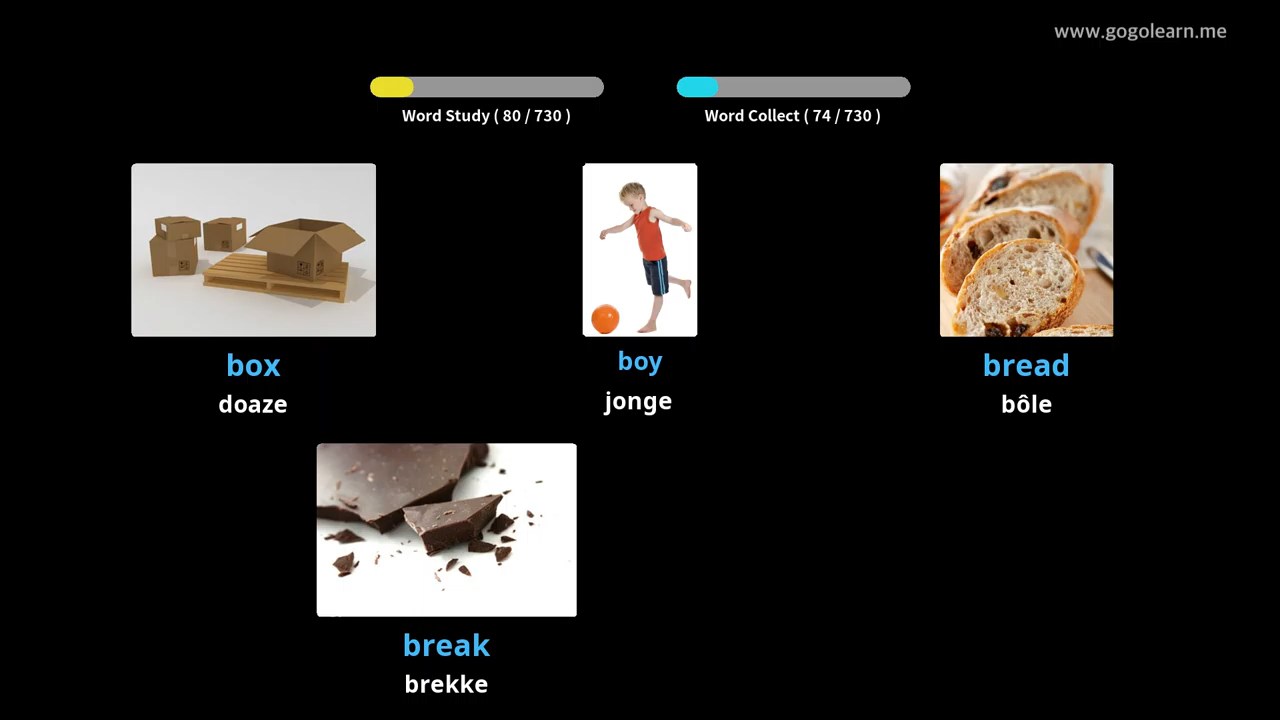 www.gogolearn.me
Word Study ( 80 / 730 )
Word Collect ( 74 / 730 )
box
doaze
boy
jonge
bread
bôle
break
brekke